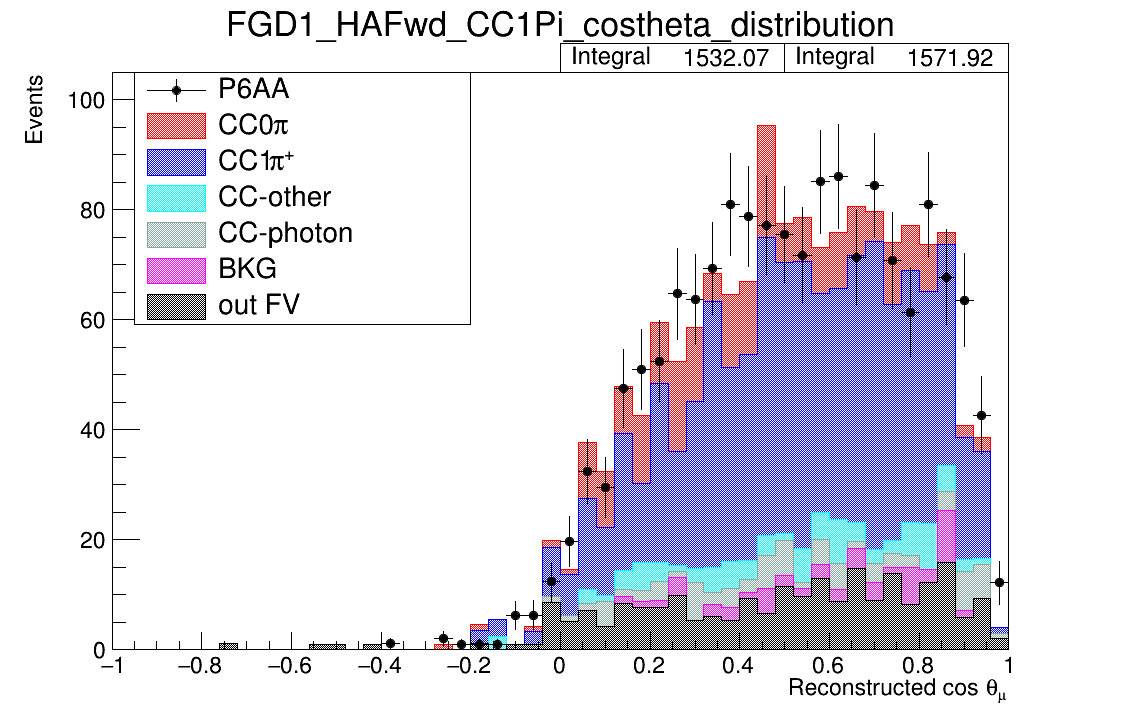 FGD1_HAFwd_CC1Pi_costheta_distribution
Integral 1532.07 Integral 1571.92
Events
P6AA
CC0π
CC1π⁺
CC-other
CC-photon
BKG
out FV
100
80
60
40
20
0
−1 −0.8 −0.6 −0.4 −0.2 0 0.2 0.4 0.6 0.8 1
Reconstructed cos θμ